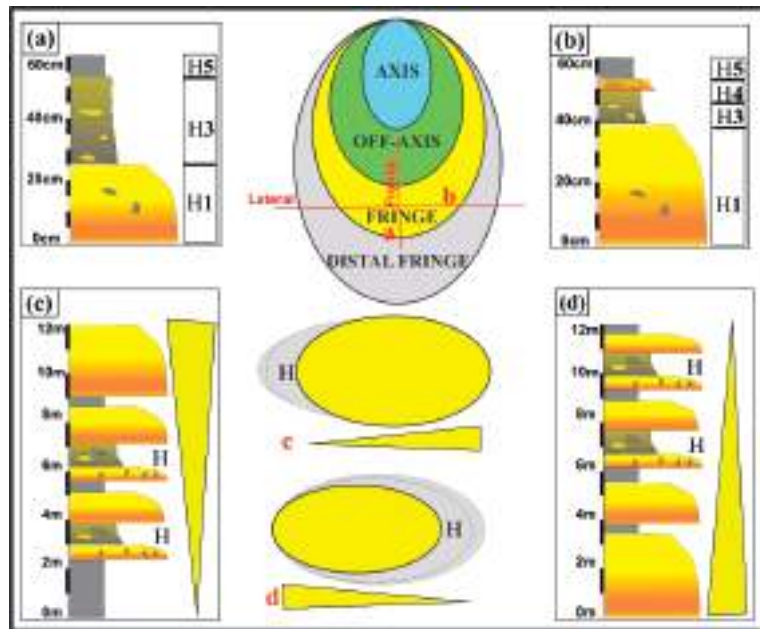 (a)
60cm
40cm
20cm
0cm
H5
H3
H1
AXIS
OFF-AXIS
Frontal
Lateral
b
FRINGE
a
DISTAL FRINGE
(b)
60cm
40cm
20cm
0cm
H5
H4
H3
H1
(c)
12m
10m
8m
6m
4m
2m
0m
H
H
H
c
H
d
(d)
12m
10m
8m
6m
4m
2m
0m
H
H